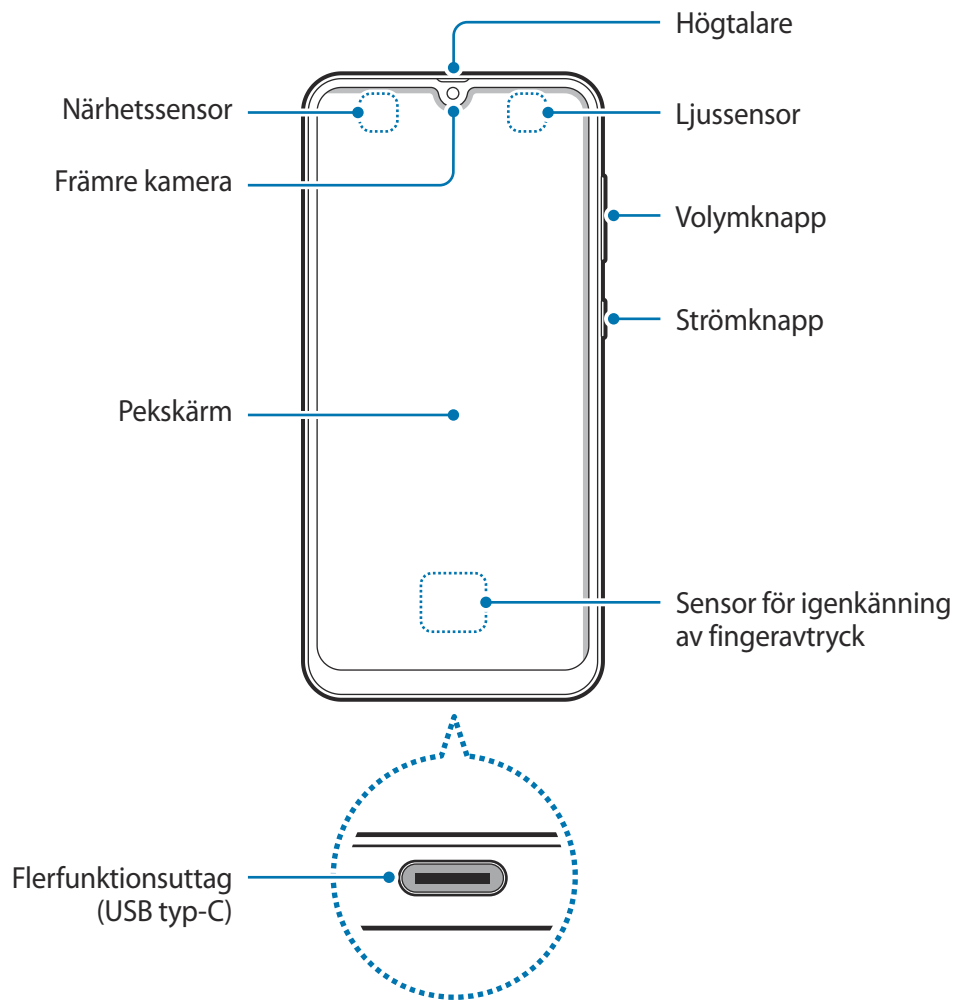 Högtalare
Närhetssensor
Ljussensor
Främre kamera
Volymknapp
Strömknapp
Pekskärm
Sensor för igenkänning
av fingeravtryck
Flerfunktionsuttag
(USB typ-C)